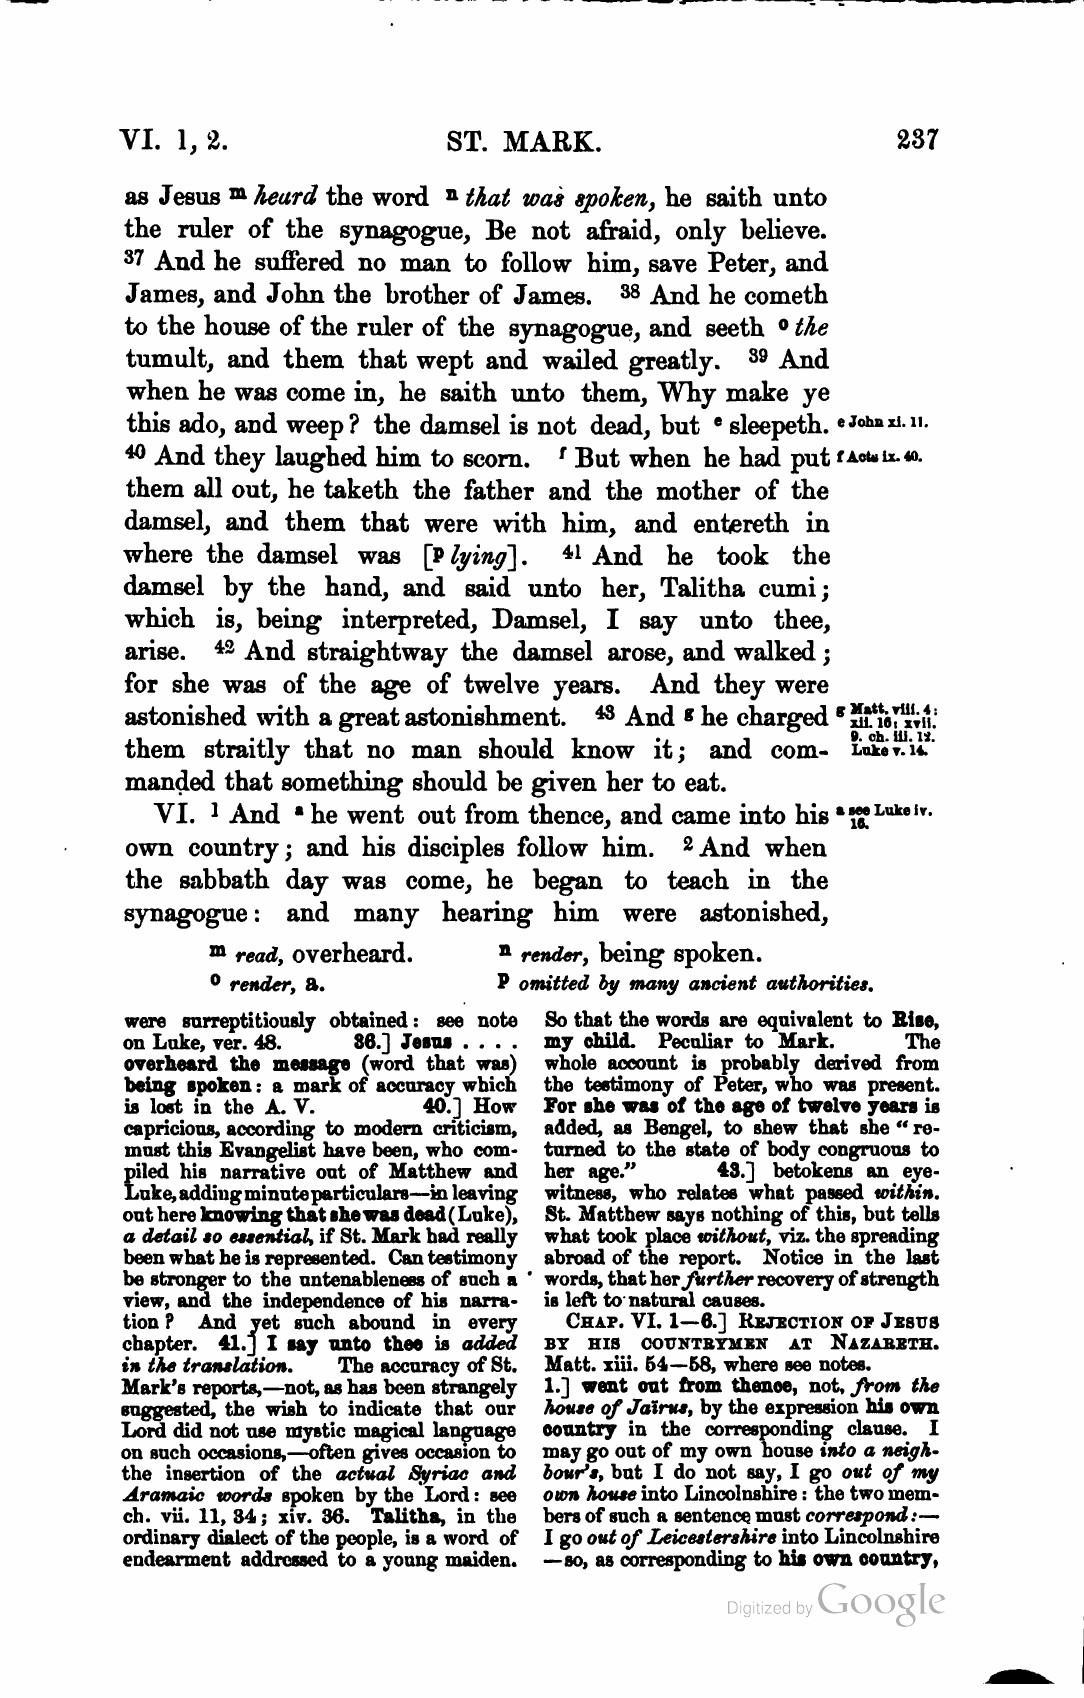 VI. 1, 2. ST. MARK. 237
as Jesus m heard the word n that was spoken, he saith unto
the ruler of the synagogue, Be not afraid, only believe.
37 And he suffered no man to follow him, save Peter, and
James, and John the brother of James. 38 And he cometh
to the house of the ruler of the synagogue, and seeth o the
tumult, and them that wept and wailed greatly. 39 And
when he was come in, he saith unto them, Why make ye
this ado, and weep? the damsel is not dead, but e sleepeth. e John xi. 11.
40 And they laughed him to scorn. f But when he had put f Acts ix. 40.
them all out, he taketh the father and the mother of the
damsel, and them that were with him, and entereth in
where the damsel was [p lying]. 41 And he took the
damsel by the hand, and said unto her, Talitha cumi;
which is, being interpreted, Damsel, I say unto thee,
arise. 42 And straightway the damsel arose, and walked;
for she was of the age of twelve years. And they were
astonished with a great astonishment. 43 And g he charged
g Matt. viii. 4:
xii. 16: xvii.
9. ch. iii. 12.
Luke v. 14.
them straitly that no man should know it; and com-
manded that something should be given her to eat.
VI. 1 And a he went out from thence, and came into his
a see Luke iv.
16.
own country; and his disciples follow him. 2 And when
the sabbath day was come, he began to teach in the
synagogue: and many hearing him were astonished,
m read, overheard. n render, being spoken.
o render, a. p omitted by many ancient authorities.
were surreptitiously obtained: see note
on Luke, ver. 48. 36.] Jesus . . . .
overheard the message (word that was)
being spoken: a mark of accuracy which
is lost in the A. V. 40.] How
capricious, according to modern criticism,
must this Evangelist have been, who com-
piled his narrative out of Matthew and
Luke, adding minute particulars—in leaving
out here knowing that she was dead (Luke),
a detail so essential, if St. Mark had really
been what he is represented. Can testimony
be stronger to the untenableness of such a
view, and the independence of his narra-
tion? And yet such abound in every
chapter. 41.] I say unto thee is added
in the translation. The accuracy of St.
Mark's reports,—not, as has been strangely
suggested, the wish to indicate that our
Lord did not use mystic magical language
on such occasions,—often gives occasion to
the insertion of the actual Syriac and
Aramaic words spoken by the Lord: see
ch. vii. 11, 34; xiv. 36. Talitha, in the
ordinary dialect of the people, is a word of
endearment addressed to a young maiden.
So that the words are equivalent to Rise,
my child. Peculiar to Mark. The
whole account is probably derived from
the testimony of Peter, who was present.
For she was of the age of twelve years is
added, as Bengel, to shew that she "re-
turned to the state of body congruous to
her age." 43.] betokens an eye-
witness, who relates what passed within.
St. Matthew says nothing of this, but tells
what took place without, viz. the spreading
abroad of the report. Notice in the last
words, that her further recovery of strength
is left to natural causes.
CHAP. VI. 1—6.] REJECTION OF JESUS
BY HIS COUNTRYMEN AT NAZARETH.
Matt. xiii. 54—58, where see notes.
1.] went out from thence, not, from the
house of Jaïrus, by the expression his own
country in the corresponding clause. I
may go out of my own house into a neigh-
bour's, but I do not say, I go out of my
own house into Lincolnshire: the two mem-
bers of such a sentence must correspond:—
I go out of Leicestershire into Lincolnshire
—so, as corresponding to his own country,
Digitized by Google